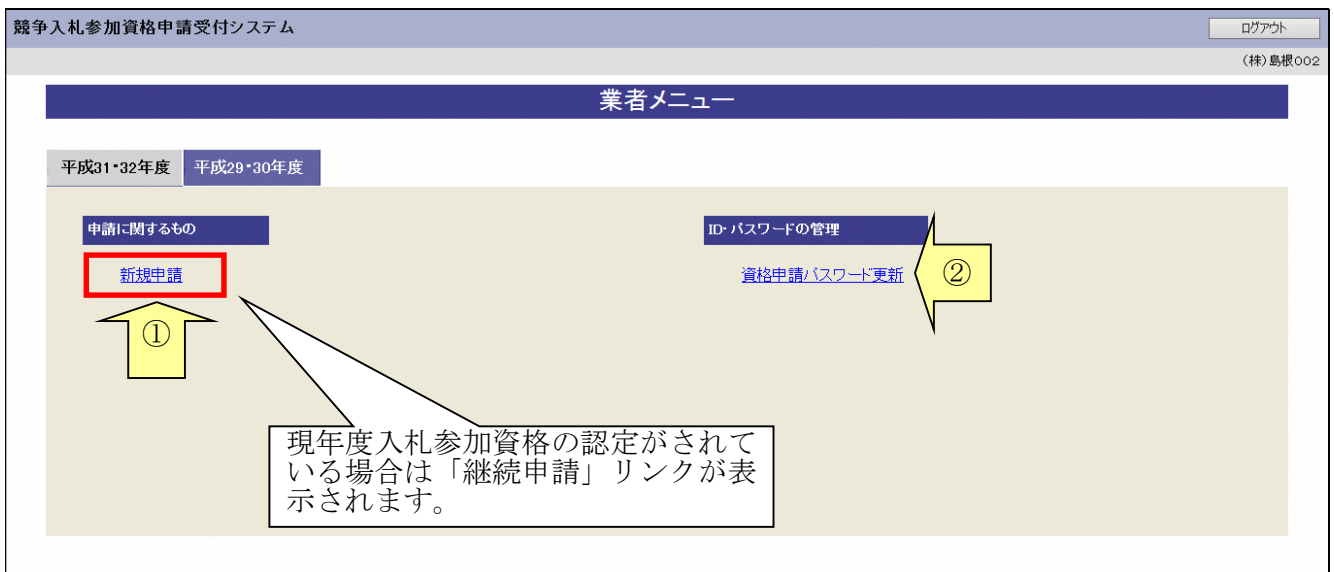 競争入札参加資格申請受付システム
ログアウト
(株)島根002
業者メニュー
平成31・32年度
平成29・30年度
申請に関するもの
ID・パスワードの管理
新規申請
資格申請パスワード更新
②
①
現年度入札参加資格の認定がされて
いる場合は「継続申請」リンクが表
示されます。